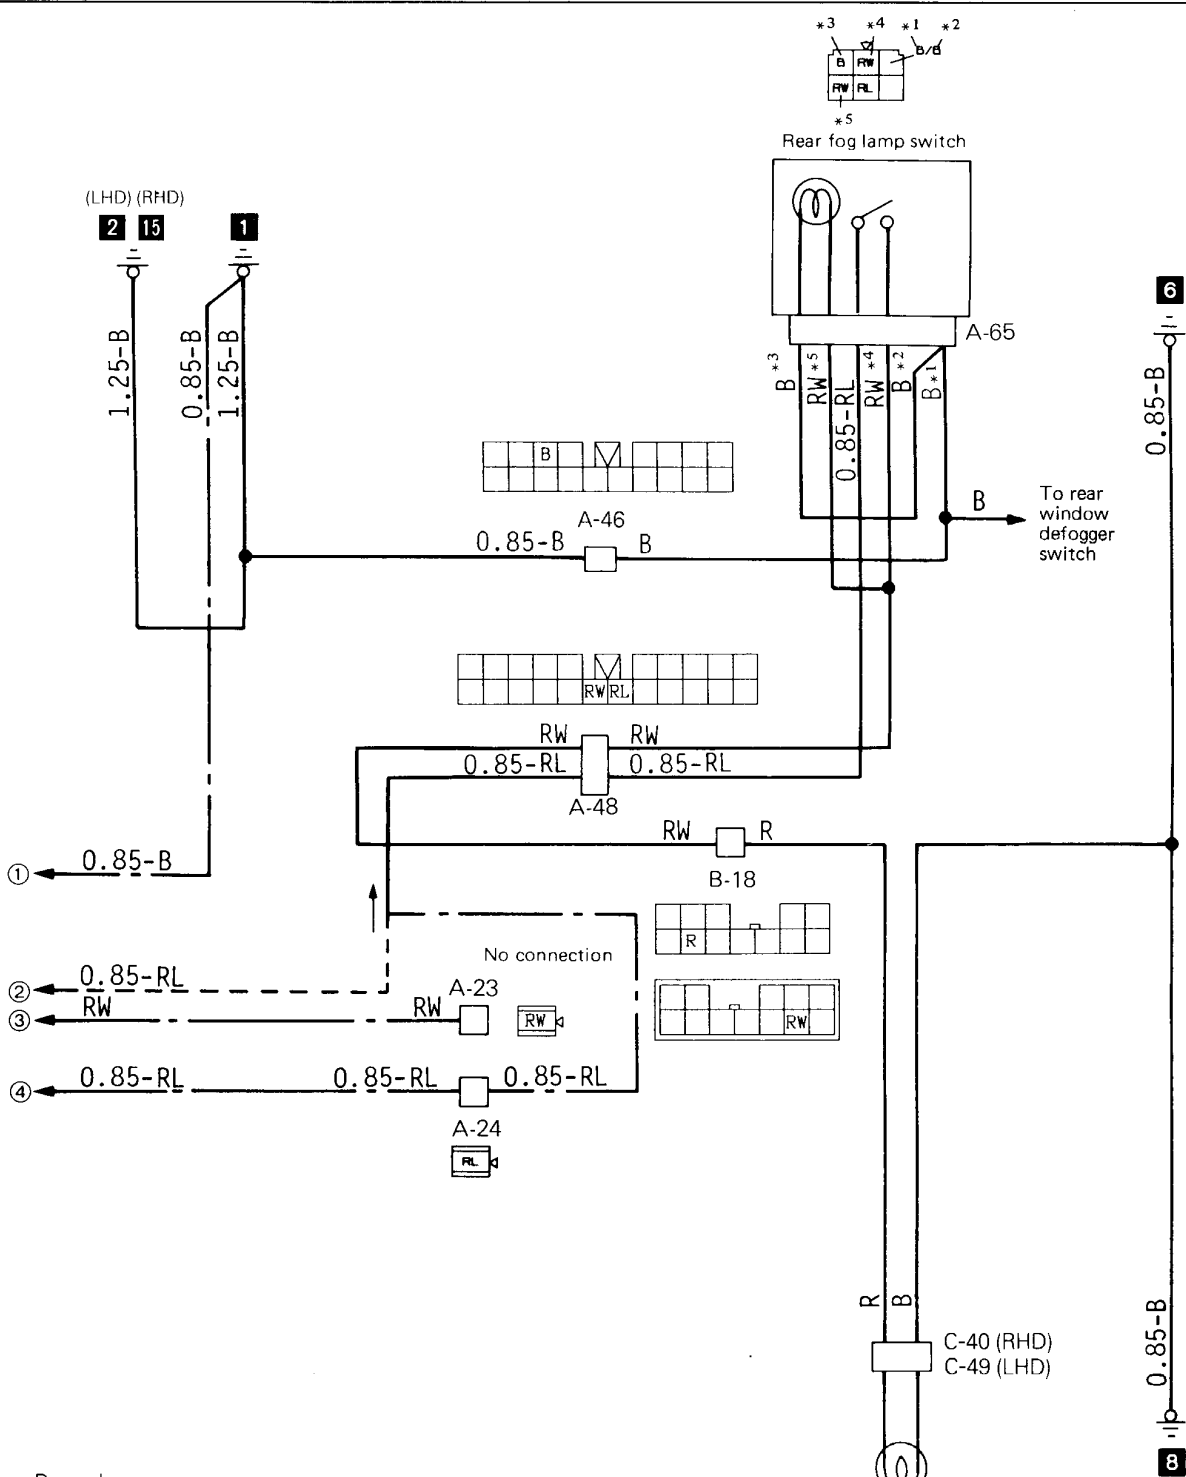 *3 *4 *1 *2
B/B
B RW
RW RL
*5
Rear fog lamp switch
(LHD) (RHD)
2 15 1
6
A-65
1.25-B
0.85-B
1.25-B
B *3
RW *5
0.85-RL
RW *4
B *2
B *1
0.85-B
B
A-46
0.85-B B
B
To rear
window
defogger
switch
RW RL
RW RW
0.85-RL 0.85-RL
A-48
RW R
B-18
① 0.85-B
R
No connection
② 0.85-RL
③ RW RW
A-23
RW
RW
④ 0.85-RL 0.85-RL 0.85-RL
A-24
RL
R B
C-40 (RHD)
C-49 (LHD)
0.85-B
8